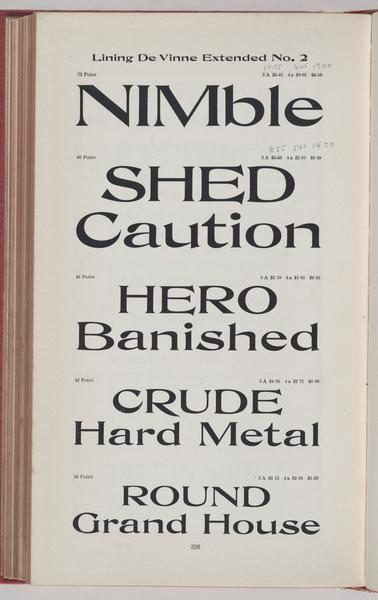 Lining De Vinne Extended No. 2
72 Point
NIMble
60 Point
SHED
Caution
48 Point
HERO
Banished
42 Point
CRUDE
Hard Metal
36 Point
ROUND
Grand House
326